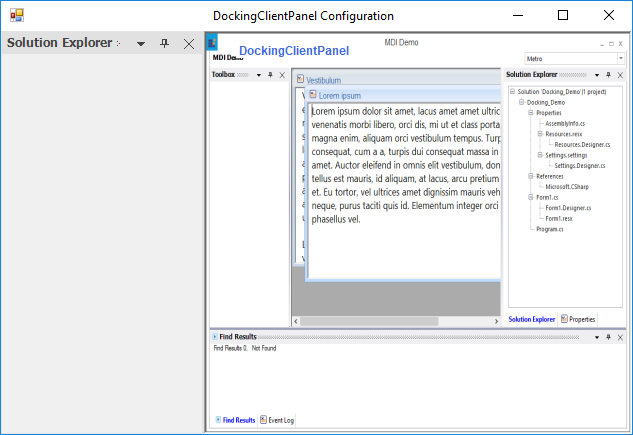 DockingClientPanel Configuration
Solution Explorer
MDI Demo
DockingClientPanel
MDI Demo
Metro
Toolbox
Vestibulum
Lorem ipsum
Lorem ipsum dolor sit amet, lacus amet amet ultric
venenatis morbi libero, orci dis, mi ut et class porta
magna enim, aliquam orci vestibulum tempus. Turp
consequat, cum a a, turpis dui consequat massa in
amet. Auctor eleifend in omnis elit vestibulum, don
tellus est mauris, id aliquam, at lacus, arcu pretium
et. Eu tortor, vel ultrices amet dignissim mauris veh
neque, purus taciti quis id. Elementum integer orci
phasellus vel.
Solution Explorer
Solution 'Docking_Demo' (1 project)
Docking_Demo
Properties
AssemblyInfo.cs
Resources.resx
Resources.Designer.cs
Settings.settings
Settings.Designer.cs
References
Microsoft.CSharp
Form1.cs
Form1.Designer.cs
Form1.resx
Program.cs
Solution Explorer
Properties
Find Results
Find Results 0, Not Found
Find Results
Event Log